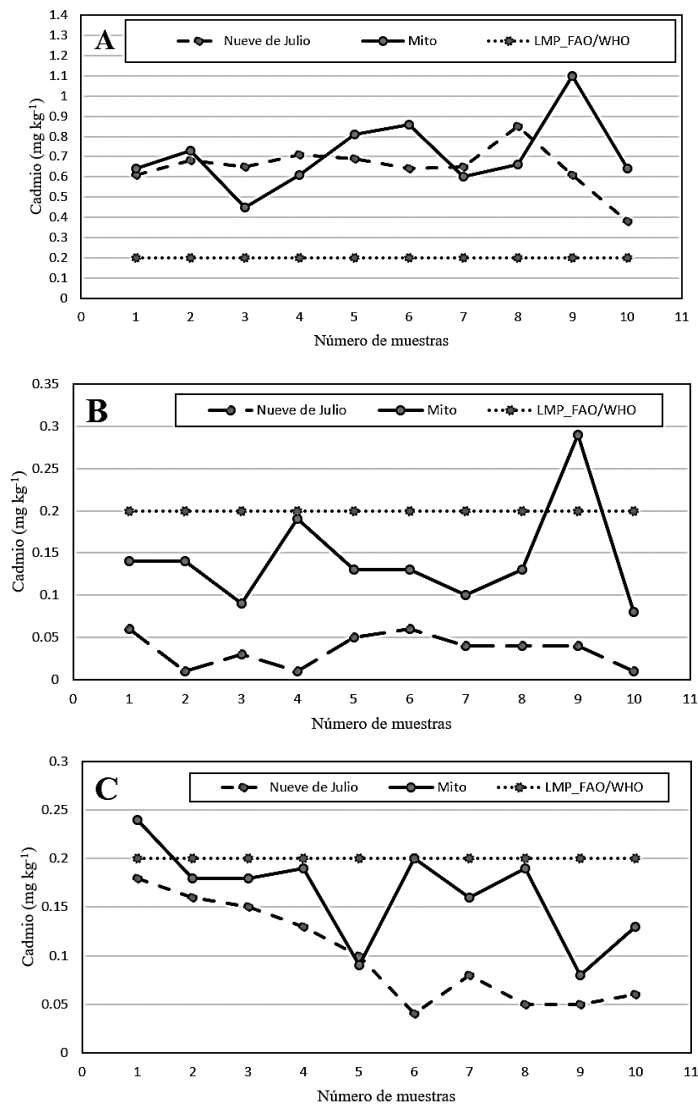 A
Nueve de Julio Mito LMP_FAO/WHO
Cadmio (mg kg⁻¹)
1.4
1.3
1.2
1.1
1
0.9
0.8
0.7
0.6
0.5
0.4
0.3
0.2
0.1
0
0 1 2 3 4 5 6 7 8 9 10 11
Número de muestras
B
Nueve de Julio Mito LMP_FAO/WHO
Cadmio (mg kg⁻¹)
0.35
0.3
0.25
0.2
0.15
0.1
0.05
0
0 1 2 3 4 5 6 7 8 9 10 11
Número de muestras
C
Nueve de Julio Mito LMP_FAO/WHO
Cadmio (mg kg⁻¹)
0.3
0.25
0.2
0.15
0.1
0.05
0
0 1 2 3 4 5 6 7 8 9 10 11
Número de muestras